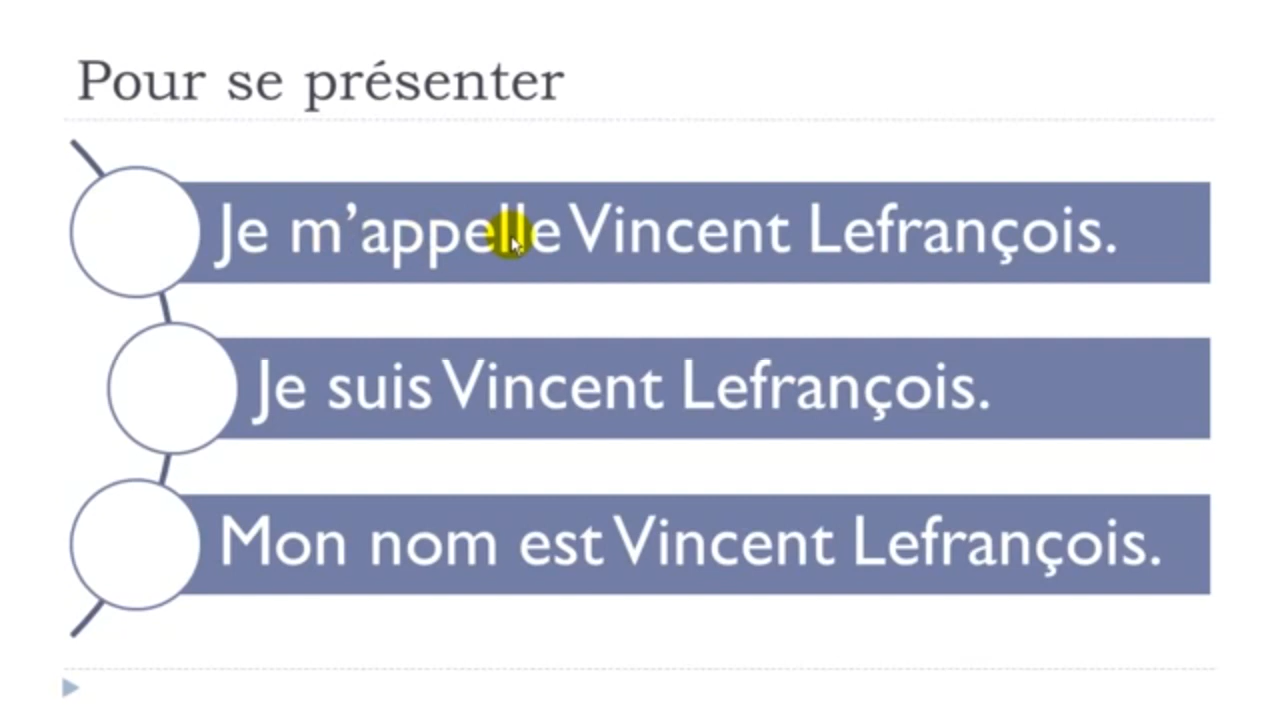 Pour se présenter
Je m’appelle Vincent Lefrançois.
Je suis Vincent Lefrançois.
Mon nom est Vincent Lefrançois.